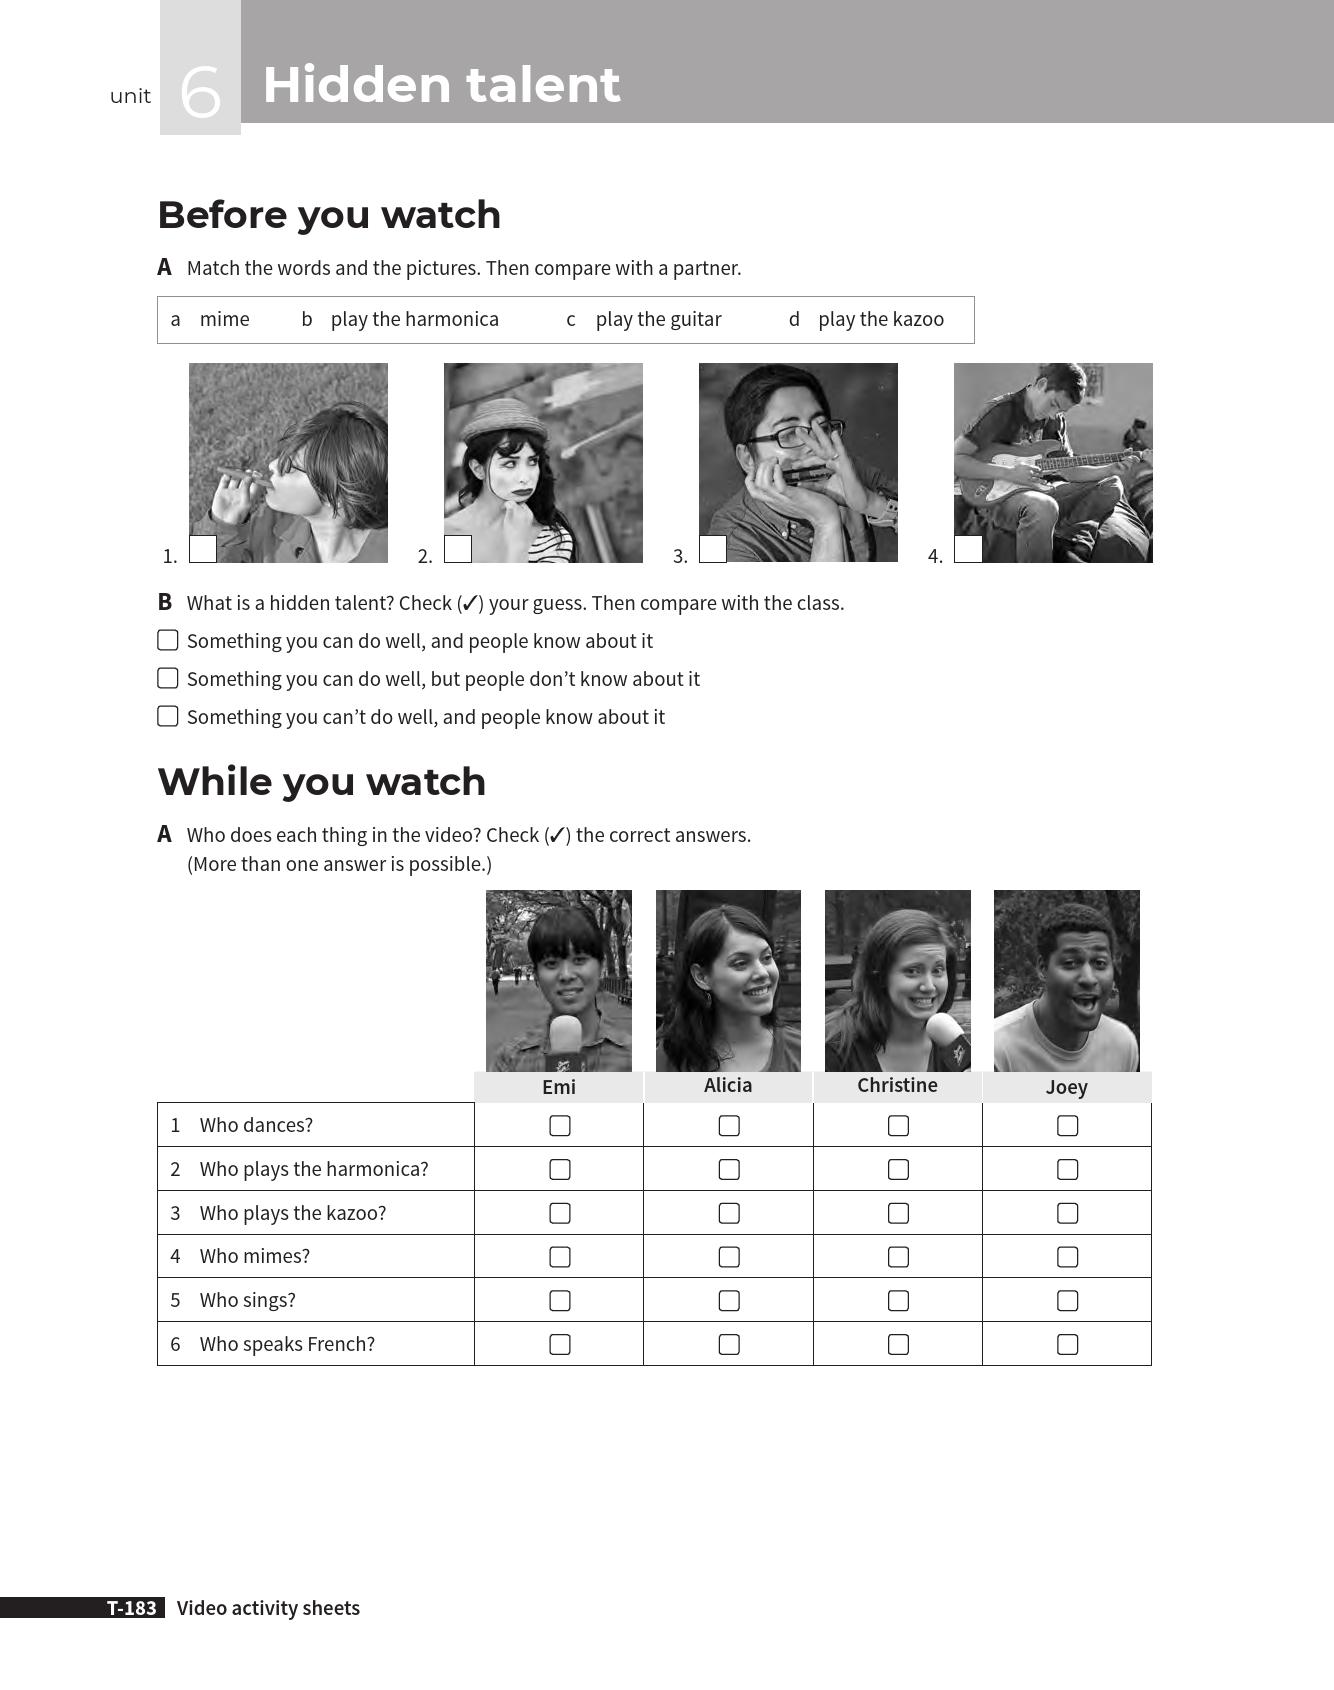 unit 6 Hidden talent
Before you watch
A Match the words and the pictures. Then compare with a partner.
a mime b play the harmonica c play the guitar d play the kazoo
1. 2. 3. 4.
B What is a hidden talent? Check (✓) your guess. Then compare with the class.
Something you can do well, and people know about it
Something you can do well, but people don’t know about it
Something you can’t do well, and people know about it
While you watch
A Who does each thing in the video? Check (✓) the correct answers.
(More than one answer is possible.)
Emi Alicia Christine Joey
1 Who dances?
2 Who plays the harmonica?
3 Who plays the kazoo?
4 Who mimes?
5 Who sings?
6 Who speaks French?
T-183 Video activity sheets